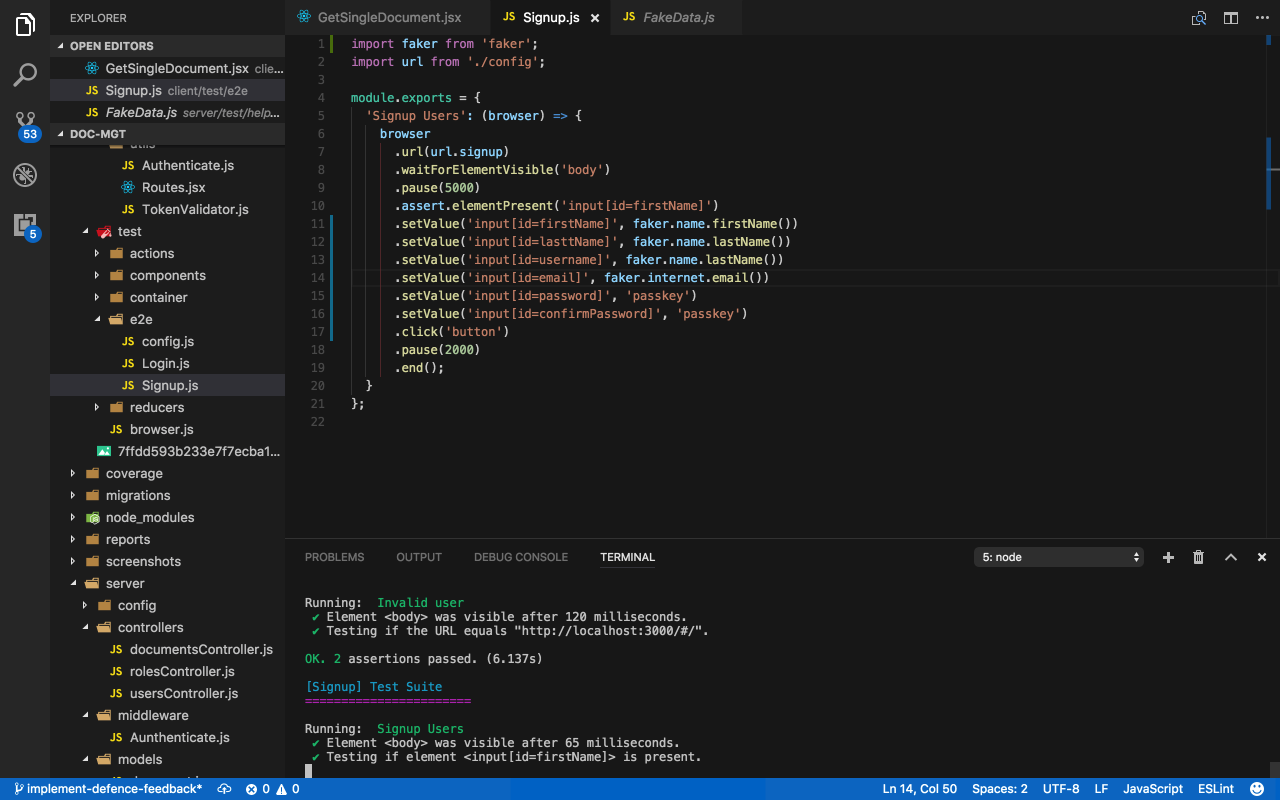 EXPLORER
OPEN EDITORS
GetSingleDocument.jsx clie...
JS Signup.js client/test/e2e
JS FakeData.js server/test/help...
53
DOC-MGT
utils
JS Authenticate.js
Routes.jsx
JS TokenValidator.js
5
test
actions
components
container
e2e
JS config.js
JS Login.js
JS Signup.js
reducers
JS browser.js
7ffdd593b233e7f7ecba1...
coverage
migrations
node_modules
reports
screenshots
server
config
controllers
JS documentsController.js
JS rolesController.js
JS usersController.js
middleware
JS Aunthenticate.js
models
GetSingleDocument.jsx
JS Signup.js
JS FakeData.js
1 import faker from 'faker';
2 import url from './config';
3
4 module.exports = {
5 'Signup Users': (browser) => {
6 browser
7 .url(url.signup)
8 .waitForElementVisible('body')
9 .pause(5000)
10 .assert.elementPresent('input[id=firstName]')
11 .setValue('input[id=firstName]', faker.name.firstName())
12 .setValue('input[id=lasttName]', faker.name.lastName())
13 .setValue('input[id=username]', faker.name.lastName())
14 .setValue('input[id=email]', faker.internet.email())
15 .setValue('input[id=password]', 'passkey')
16 .setValue('input[id=confirmPassword]', 'passkey')
17 .click('button')
18 .pause(2000)
19 .end();
20 }
21 };
22
PROBLEMS OUTPUT DEBUG CONSOLE TERMINAL
5: node
Running: Invalid user
✔ Element <body> was visible after 120 milliseconds.
✔ Testing if the URL equals "http://localhost:3000/#/".
OK. 2 assertions passed. (6.137s)
[Signup] Test Suite
=======================
Running: Signup Users
✔ Element <body> was visible after 65 milliseconds.
✔ Testing if element <input[id=firstName]> is present.
implement-defence-feedback* 0 0
Ln 14, Col 50 Spaces: 2 UTF-8 LF JavaScript ESLint